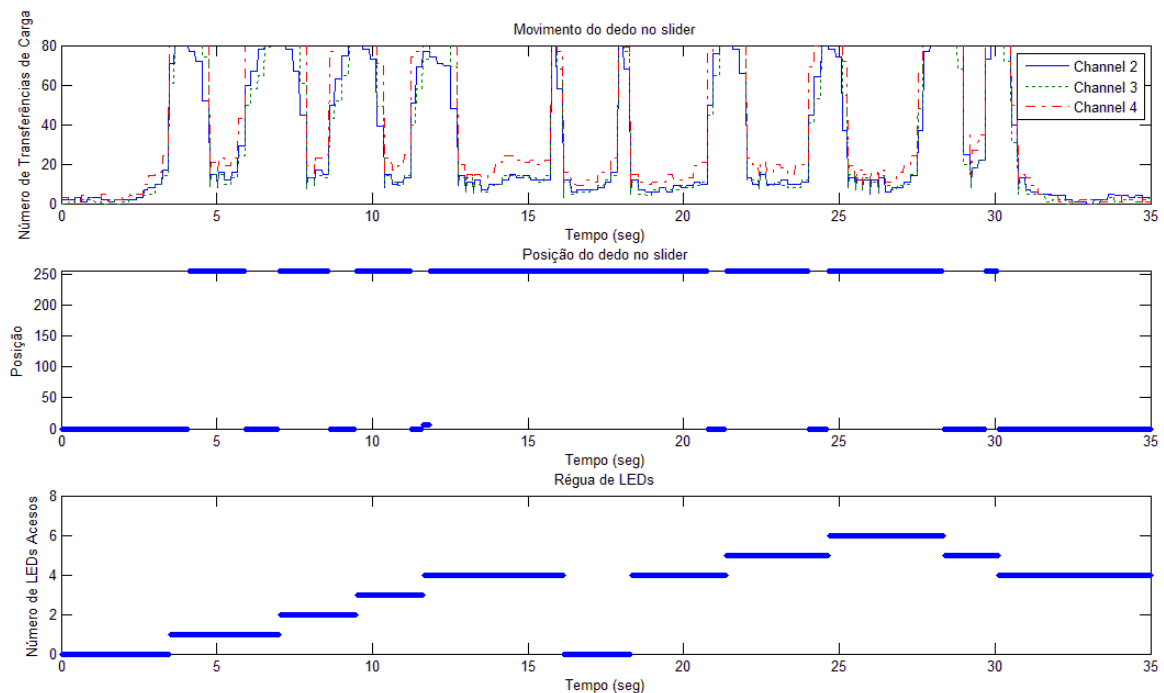 Movimento do dedo no slider
Número de Transferências de Carga
80
60
40
20
0
Channel 2
Channel 3
Channel 4
0 5 10 15 20 25 30 35
Tempo (seg)
Posição do dedo no slider
Posição
250
200
150
100
50
0
0 5 10 15 20 25 30 35
Tempo (seg)
Régua de LEDs
Número de LEDs Acesos
8
6
4
2
0
0 5 10 15 20 25 30 35
Tempo (seg)